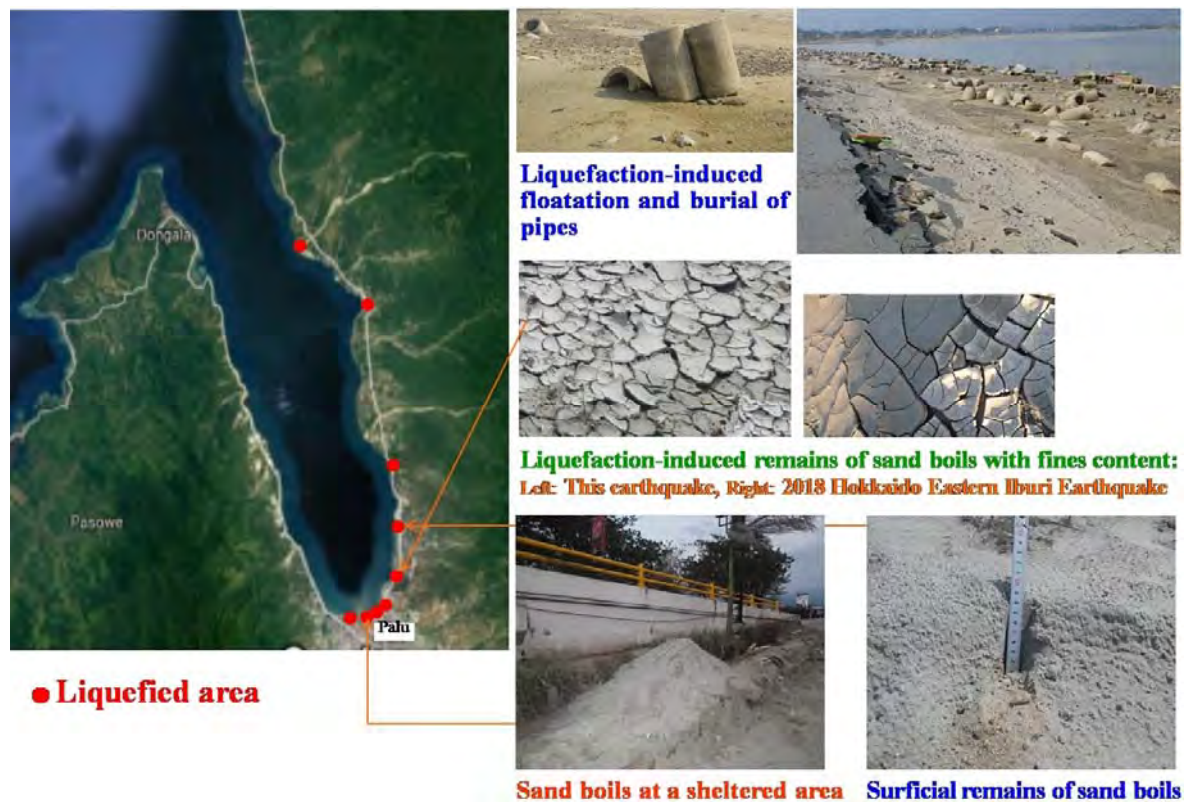 Dongala
Pasowe
Palu
Liquefied area
Liquefaction-induced
floatation and burial of
pipes
Liquefaction-induced remains of sand boils with fines content:
Left: This earthquake, Right: 2018 Hokkaido Eastern Iburi Earthquake
Sand boils at a sheltered area
Surficial remains of sand boils